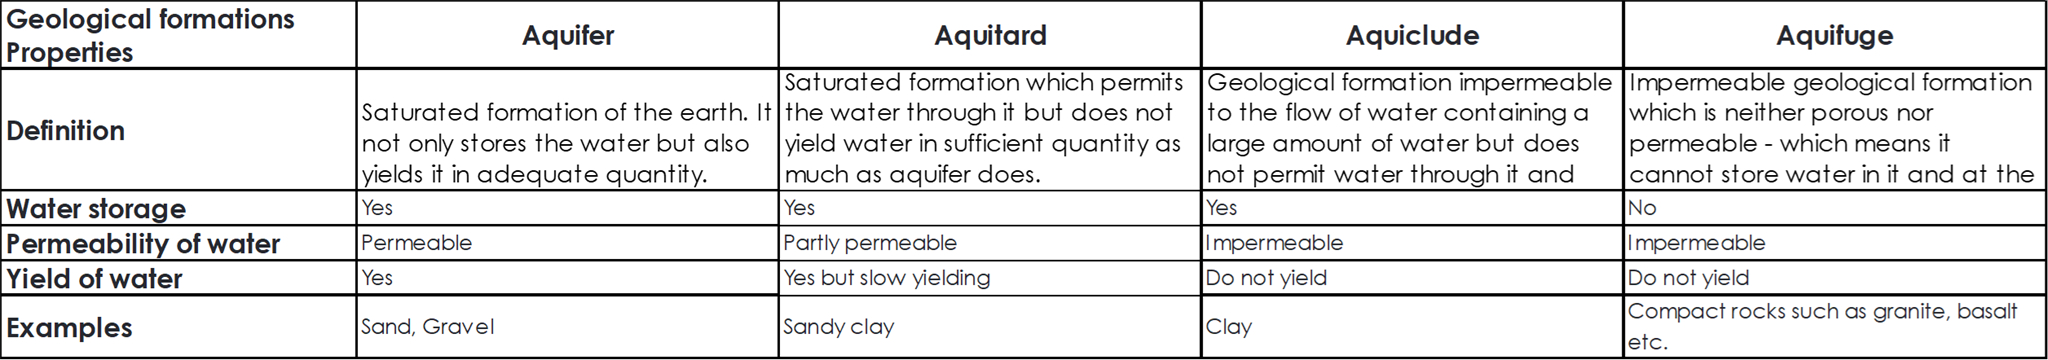 Geological formations
Properties
Aquifer
Aquitard
Aquiclude
Aquifuge
Definition
Saturated formation of the earth. It
not only stores the water but also
yields it in adequate quantity.
Saturated formation which permits
the water through it but does not
yield water in sufficient quantity as
much as aquifer does.
Geological formation impermeable
to the flow of water containing a
large amount of water but does
not permit water through it and
Impermeable geological formation
which is neither porous nor
permeable - which means it
cannot store water in it and at the
Water storage
Yes
Yes
Yes
No
Permeability of water
Permeable
Partly permeable
Impermeable
Impermeable
Yield of water
Yes
Yes but slow yielding
Do not yield
Do not yield
Examples
Sand, Gravel
Sandy clay
Clay
Compact rocks such as granite, basalt
etc.